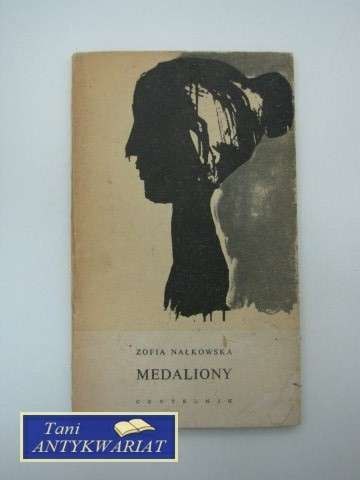 ZOFIA NAŁKOWSKA
MEDALIONY
CZYTELNIK
Tani
ANTYKWARIAT